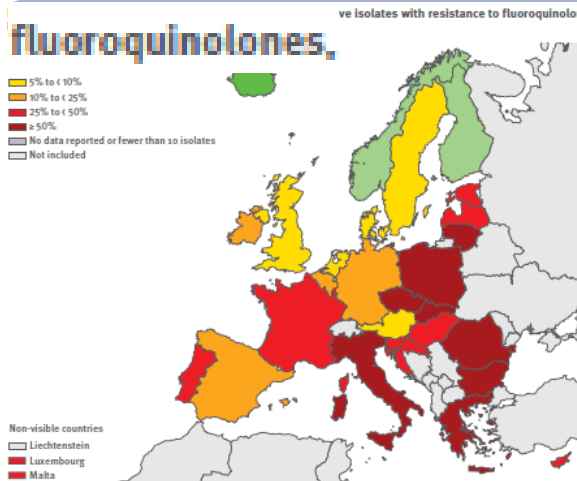 ve isolates with resistance to fluoroquinolo
fluoroquinolones.
5% to < 10%
10% to < 25%
25% to < 50%
≥ 50%
No data reported or fewer than 10 isolates
Not included
Non-visible countries
Liechtenstein
Luxembourg
Malta